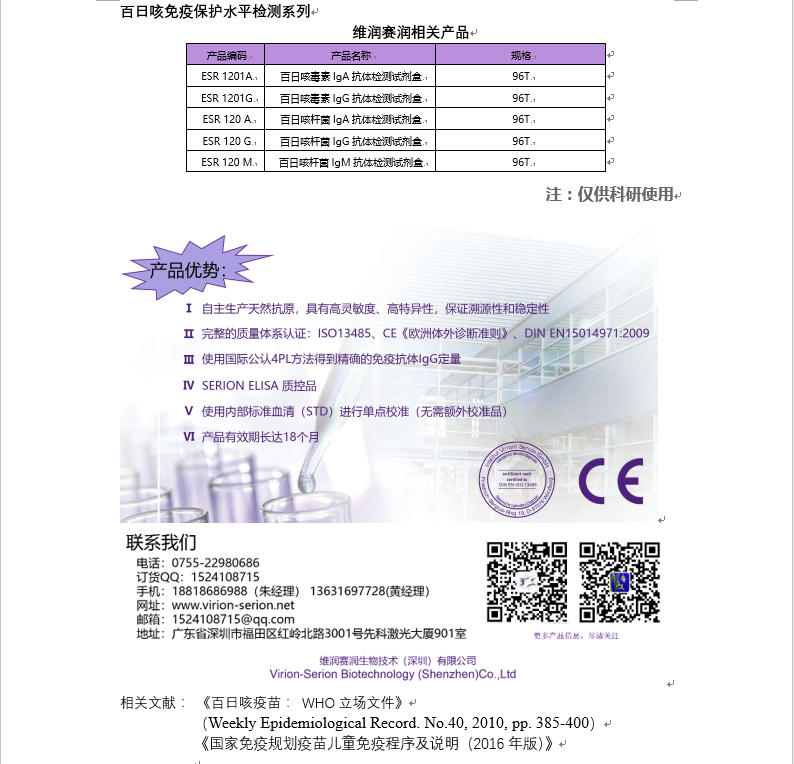 百日咳免疫保护水平检测系列
维润赛润相关产品
产品编码 产品名称 规格
ESR 1201A 百日咳毒素 IgA 抗体检测试剂盒 96T
ESR 1201G 百日咳毒素 IgG 抗体检测试剂盒 96T
ESR 120 A 百日咳杆菌 IgA 抗体检测试剂盒 96T
ESR 120 G 百日咳杆菌 IgG 抗体检测试剂盒 96T
ESR 120 M 百日咳杆菌 IgM 抗体检测试剂盒 96T
注：仅供科研使用
产品优势：
I 自主生产天然抗原，具有高灵敏度、高特异性，保证溯源性和稳定性
II 完整的质量体系认证：ISO13485、CE《欧洲体外诊断准则》、DIN EN15014971:2009
III 使用国际公认4PL方法得到精确的免疫抗体IgG定量
IV SERION ELISA 质控品
V 使用内部标准血清（STD）进行单点校准（无需额外校准品）
VI 产品有效期长达18个月
Institut Virion Serion GmbH
zertifiziert nach
certified to
DIN EN ISO 13485
CE
联系我们
电话：0755-22980686
订货QQ：1524108715
手机：18818686988（朱经理） 13631697728(黄经理)
网址：www.virion-serion.net
邮箱：1524108715@qq.com
地址：广东省深圳市福田区红岭北路3001号先科激光大厦901室
更多产品信息，尽请关注
维润赛润生物技术（深圳）有限公司
Virion-Serion Biotechnology (Shenzhen)Co.,Ltd
相关文献： 《百日咳疫苗： WHO 立场文件》
（Weekly Epidemiological Record. No.40, 2010, pp. 385-400）
《国家免疫规划疫苗儿童免疫程序及说明（2016 年版）》